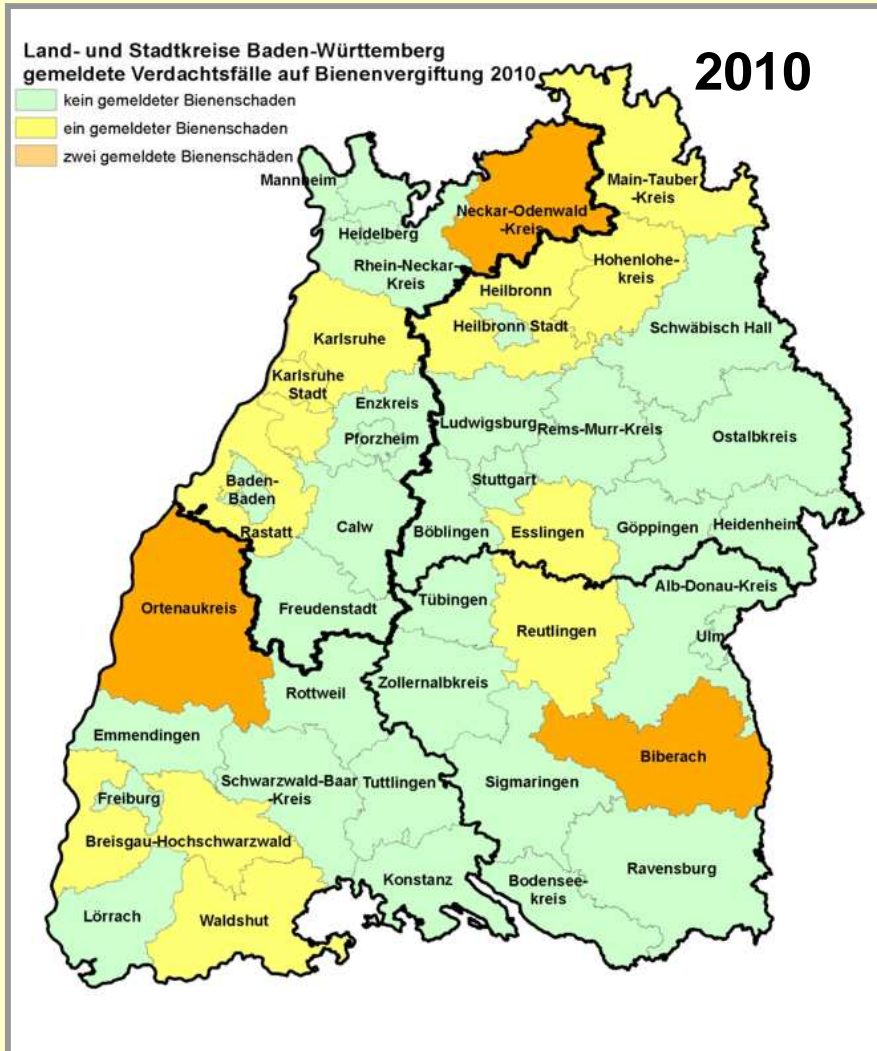 Land- und Stadtkreise Baden-Württemberg
gemeldete Verdachtsfälle auf Bienenvergiftung 2010
2010
kein gemeldeter Bienenschaden
ein gemeldeter Bienenschaden
zwei gemeldete Bienenschäden
Mannheim
Main-Tauber
-Kreis
Neckar-Odenwald
-Kreis
Heidelberg
Rhein-Neckar-
Kreis
Hohenlohe-
kreis
Heilbronn
Heilbronn Stadt
Schwäbisch Hall
Karlsruhe
Karlsruhe
Stadt
Enzkreis
Pforzheim
Ludwigsburg
Rems-Murr-Kreis
Ostalbkreis
Baden-
Baden
Stuttgart
Rastatt
Calw
Böblingen
Esslingen
Göppingen
Heidenheim
Alb-Donau-Kreis
Ortenaukreis
Freudenstadt
Tübingen
Reutlingen
Ulm
Rottweil
Zollernalbkreis
Emmendingen
Biberach
Schwarzwald-Baar
-Kreis
Tuttlingen
Sigmaringen
Freiburg
Breisgau-Hochschwarzwald
Ravensburg
Konstanz
Bodensee-
kreis
Lörrach
Waldshut